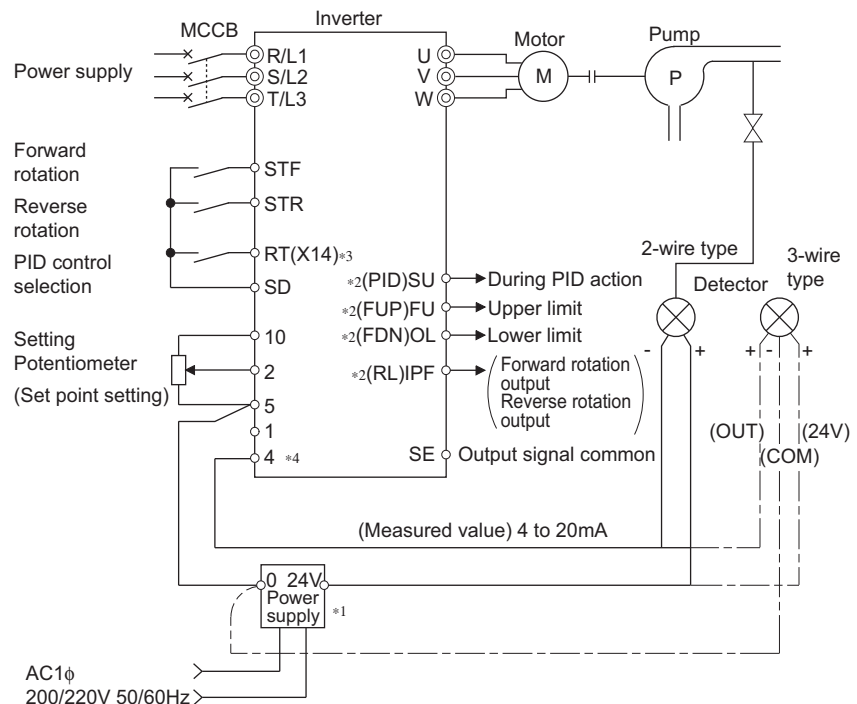 Inverter
MCCB
Power supply
R/L1
S/L2
T/L3
U
V
W
Motor
M
Pump
P
Forward
rotation
Reverse
rotation
PID control
selection
STF
STR
RT(X14)*3
SD
Setting
Potentiometer
(Set point setting)
10
2
5
1
4 *4
*2(PID)SU
During PID action
*2(FUP)FU
Upper limit
*2(FDN)OL
Lower limit
*2(RL)IPF
Forward rotation
output
Reverse rotation
output
SE
Output signal common
2-wire type
3-wire
type
Detector
- +
+ - +
(OUT)
(24V)
(COM)
(Measured value) 4 to 20mA
0 24V
Power
supply
*1
AC1ϕ
200/220V 50/60Hz